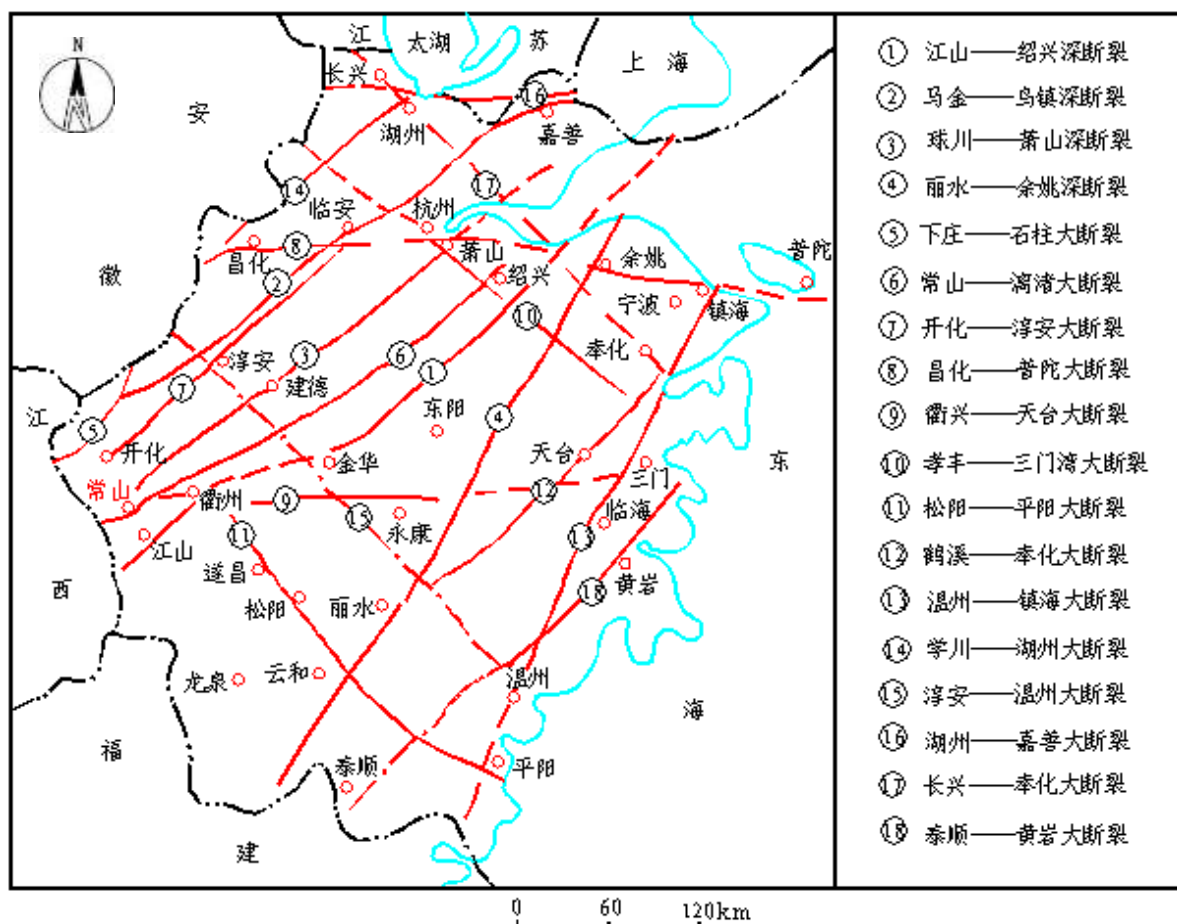 江
太湖
苏
上海
N
长兴
安
湖州
嘉善
16
14
17
临安
杭州
昌化
8
萧山
余姚
普陀
徽
2
绍兴
宁波
镇海
10
淳安
3
6
奉化
7
建德
1
江
5
东阳
4
开化
金华
天台
东
常山
衢州
9
12
三门
江山
11
15
永康
13
临海
遂昌
黄岩
西
松阳
丽水
18
龙泉
云和
温州
海
福
泰顺
平阳
建
0 60 120km
① 江山——绍兴深断裂
② 马金——乌镇深断裂
③ 球川——萧山深断裂
④ 丽水——余姚深断裂
⑤ 下庄——石柱大断裂
⑥ 常山——漓渚大断裂
⑦ 开化——淳安大断裂
⑧ 昌化——普陀大断裂
⑨ 衢兴——天台大断裂
⑩ 孝丰——三门湾大断裂
⑪ 松阳——平阳大断裂
⑫ 鹤溪——奉化大断裂
⑬ 温州——镇海大断裂
⑭ 学川——湖州大断裂
⑮ 淳安——温州大断裂
⑯ 湖州——嘉善大断裂
⑰ 长兴——奉化大断裂
⑱ 泰顺——黄岩大断裂